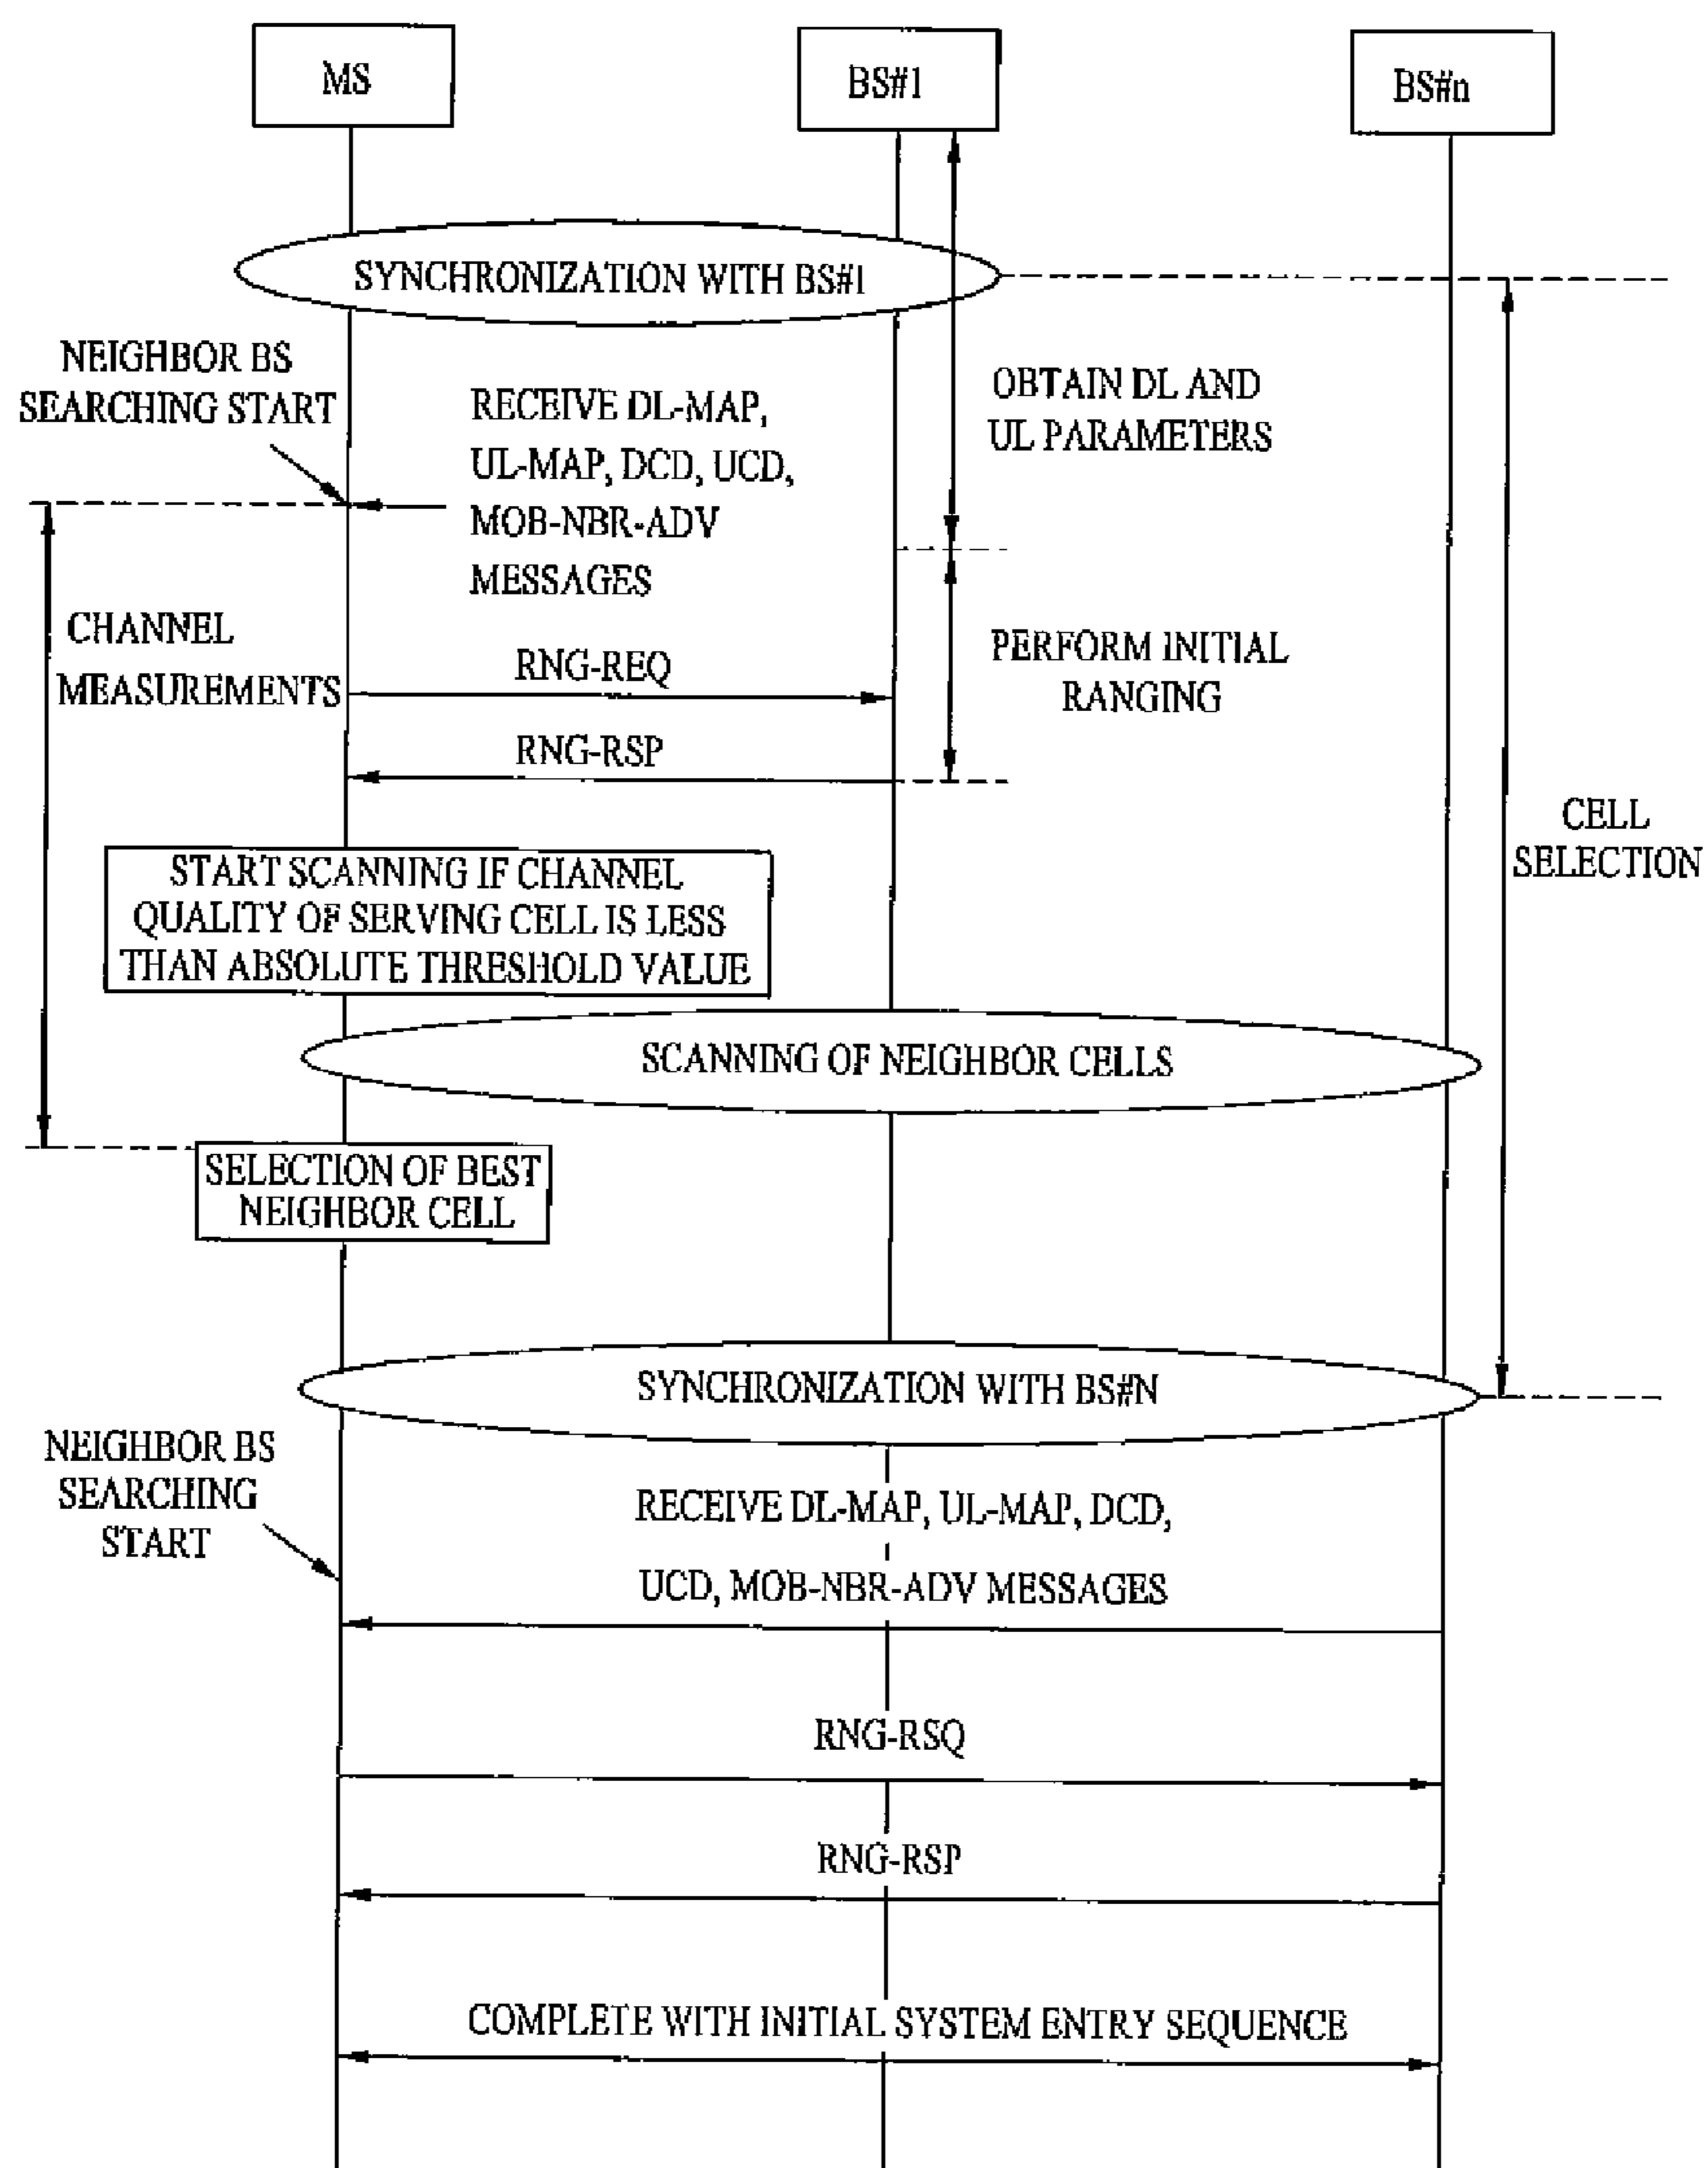 MS
BS#1
BS#n
SYNCHRONIZATION WITH BS#1
NEIGHBOR BS
SEARCHING START
RECEIVE DL-MAP,
UL-MAP, DCD, UCD,
MOB-NBR-ADV
MESSAGES
OBTAIN DL AND
UL PARAMETERS
CHANNEL
MEASUREMENTS
RNG-REQ
PERFORM INITIAL
RANGING
RNG-RSP
CELL
SELECTION
START SCANNING IF CHANNEL
QUALITY OF SERVING CELL IS LESS
THAN ABSOLUTE THRESHOLD VALUE
SCANNING OF NEIGHBOR CELLS
SELECTION OF BEST
NEIGHBOR CELL
SYNCHRONIZATION WITH BS#N
NEIGHBOR BS
SEARCHING
START
RECEIVE DL-MAP, UL-MAP, DCD,
UCD, MOB-NBR-ADV MESSAGES
RNG-RSQ
RNG-RSP
COMPLETE WITH INITIAL SYSTEM ENTRY SEQUENCE